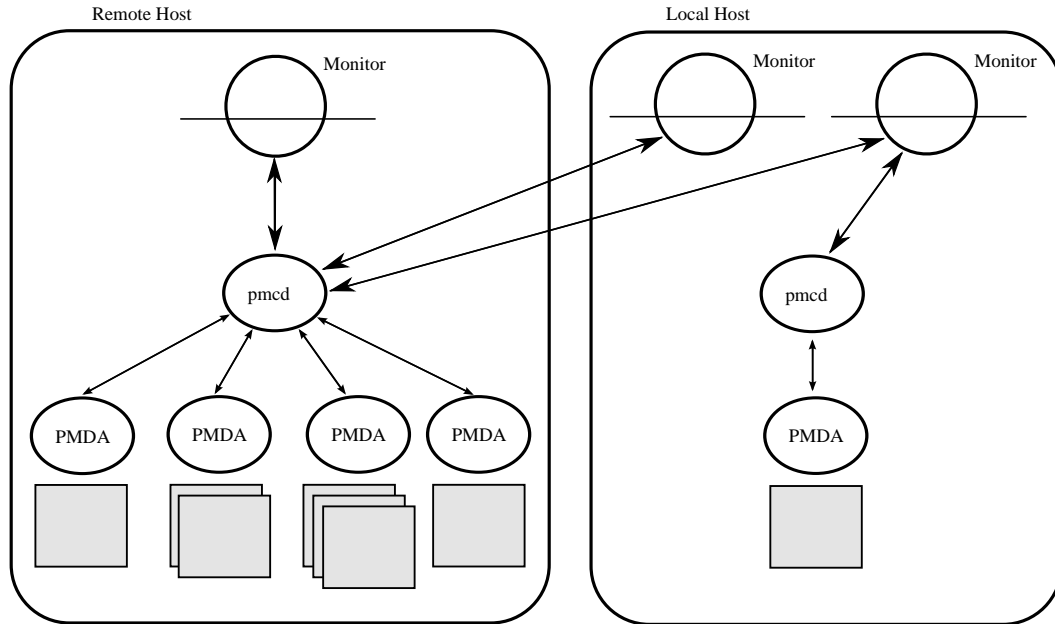 Remote Host
Local Host
Monitor
Monitor
Monitor
pmcd
pmcd
PMDA
PMDA
PMDA
PMDA
PMDA